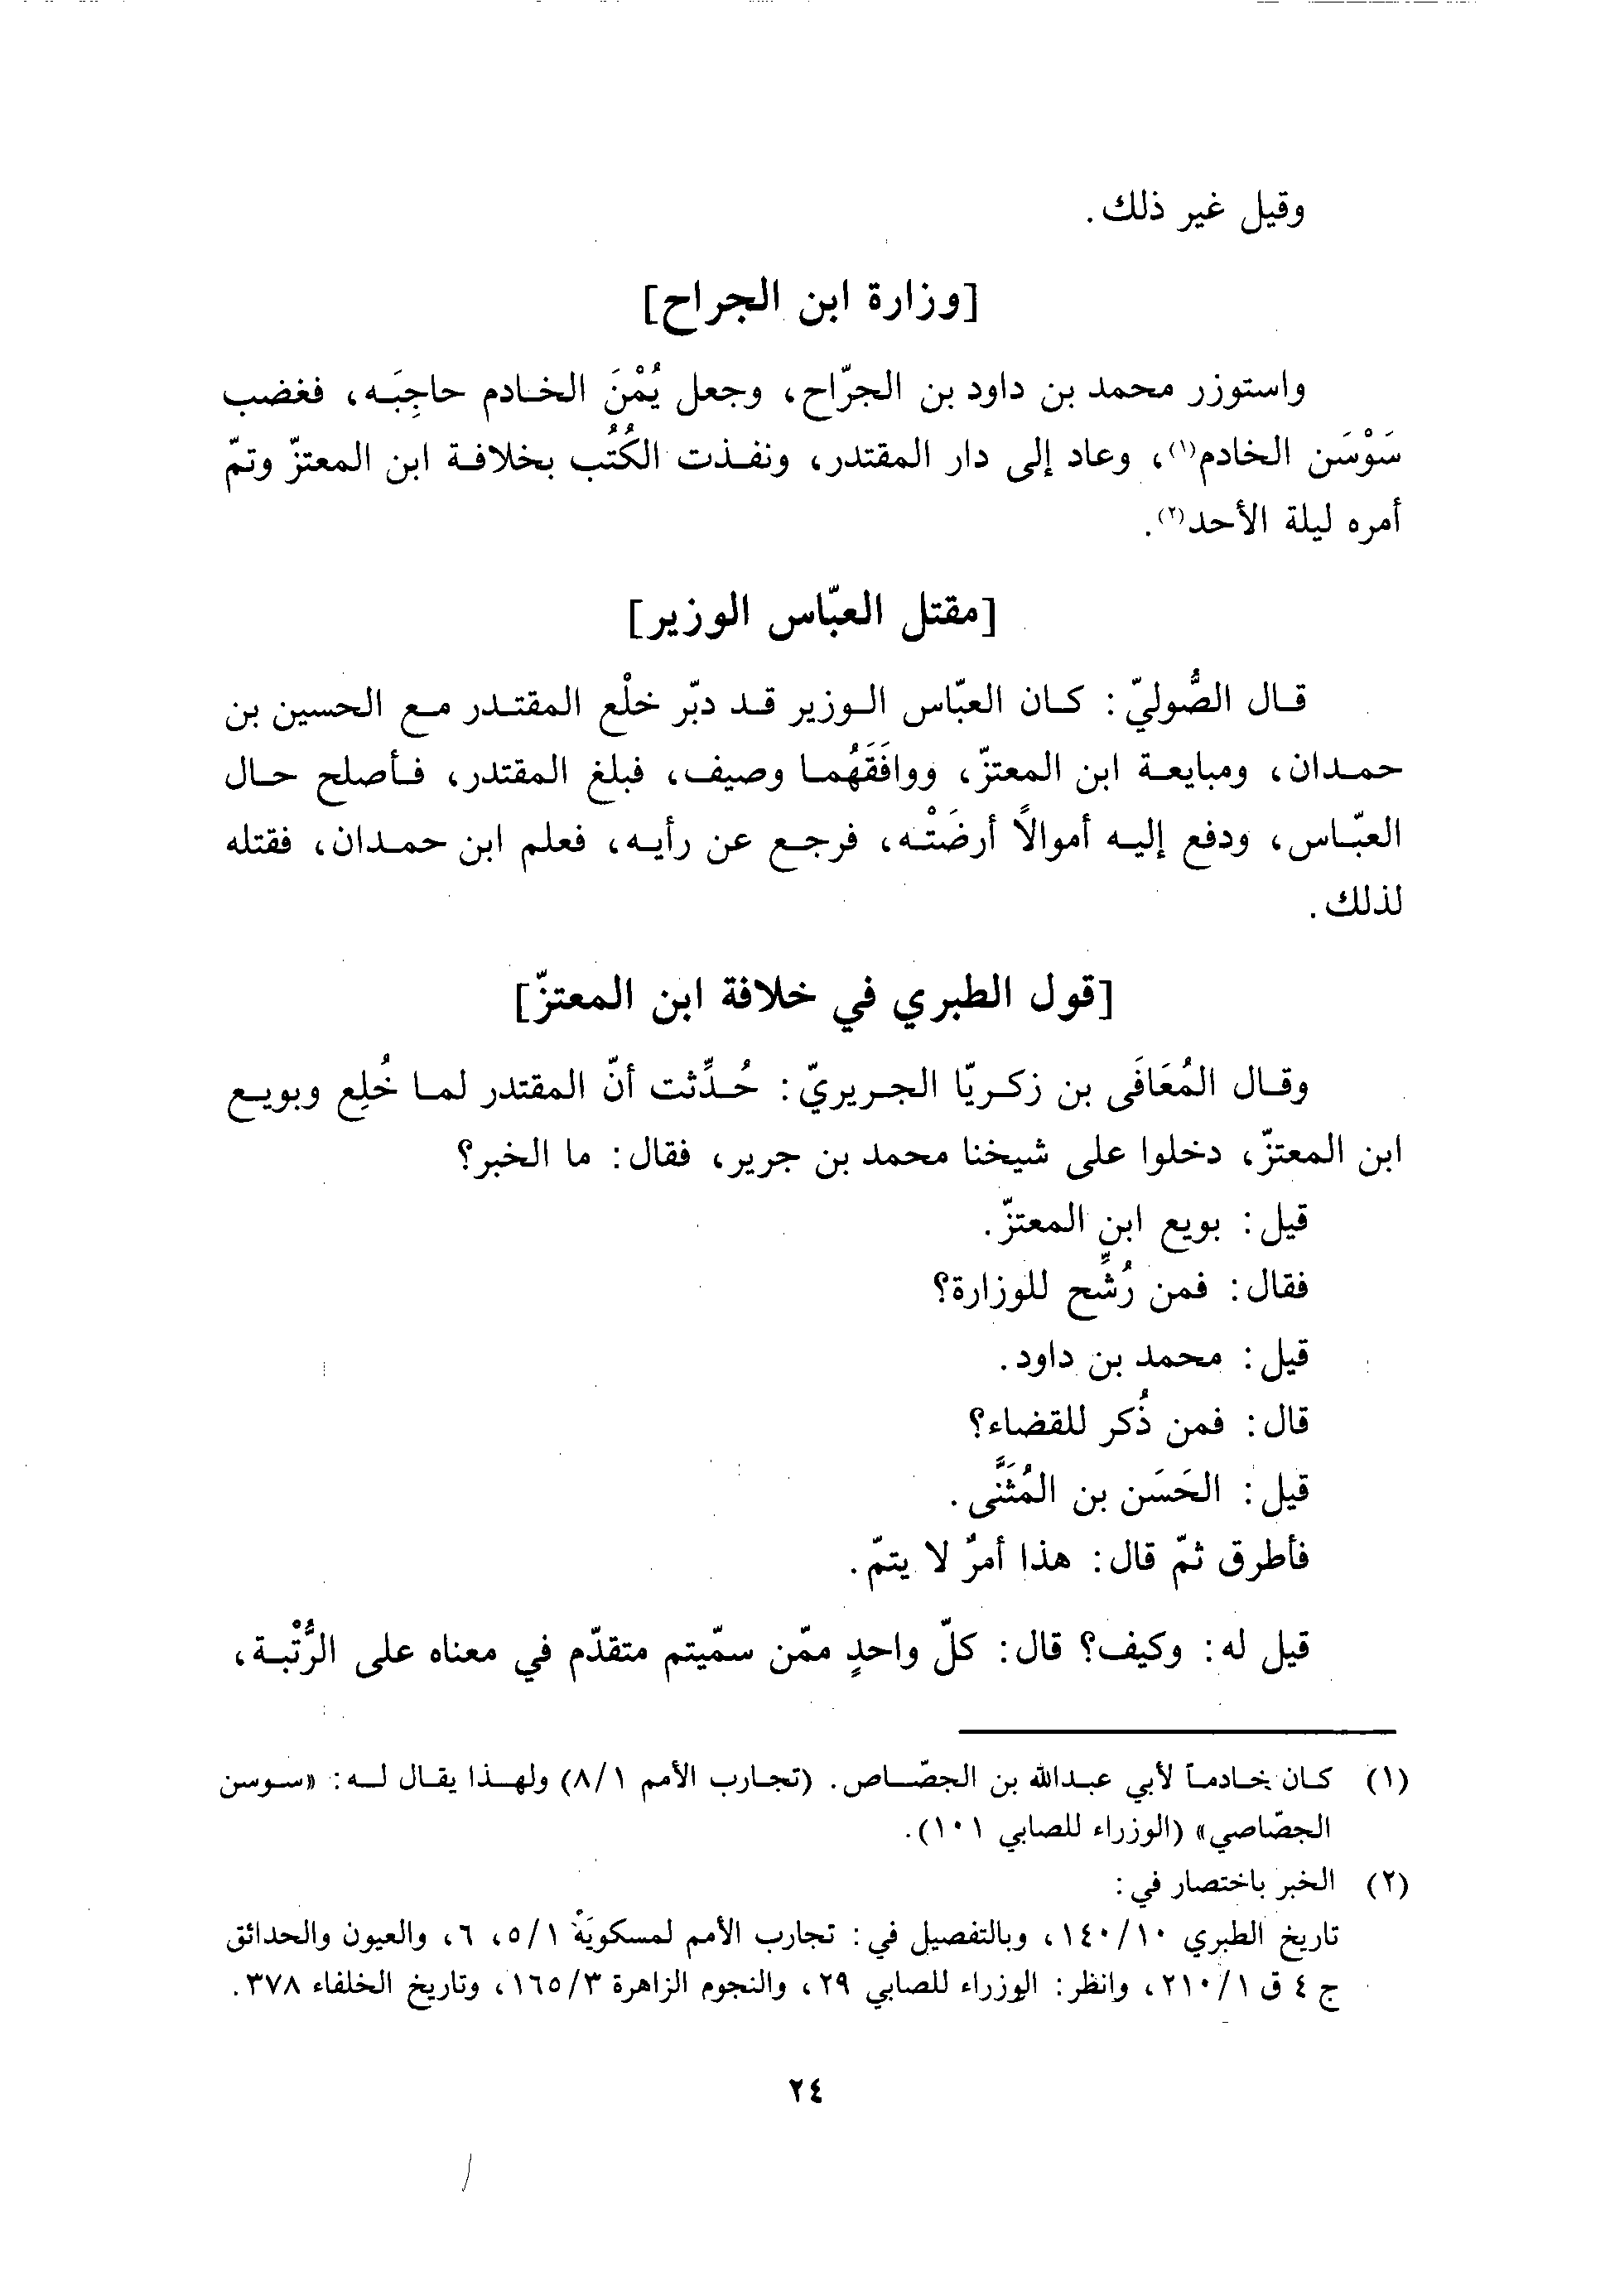 وقيل غير ذلك.
[وزارة ابن الجراح]
واستوزر محمد بن داود بن الجرّاح، وجعل يُمْنَ الخادم حاجِبَه، فغضب
سَوْسَن الخادم(١)، وعاد إلى دار المقتدر، ونفذت الكُتُب بخلافة ابن المعتزّ وتمّ
أمره ليلة الأحد(٢).
[مقتل العبّاس الوزير]
قال الصُّوليّ: كان العبّاس الوزير قد دبّر خلْع المقتدر مع الحسين بن
حمدان، ومبايعة ابن المعتزّ، ووافَقَهُما وصيف، فبلغ المقتدر، فأصلح حال
العبّاس، ودفع إليه أموالاً أرضَتْه، فرجع عن رأيه، فعلم ابن حمدان، فقتله
لذلك.
[قول الطبري في خلافة ابن المعتزّ]
وقال المُعَافَى بن زكريّا الجريريّ: حُدِّثت أنّ المقتدر لما خُلِع وبويع
ابن المعتزّ، دخلوا على شيخنا محمد بن جرير، فقال: ما الخبر؟
قيل: بويع ابن المعتزّ.
فقال: فمن رُشِّح للوزارة؟
قيل: محمد بن داود.
قال: فمن ذُكر للقضاء؟
قيل: الحَسَن بن المُثَنَّى.
فأطرق ثمّ قال: هذا أمرٌ لا يتمّ.
قيل له: وكيف؟ قال: كلّ واحدٍ ممّن سمّيتم متقدّم في معناه على الرُّتْبة،
(١) كان خادماً لأبي عبدالله بن الجصّاص. (تجارب الأمم ٨/١) ولهذا يقال له: «سوسن
الجصّاصي» (الوزراء للصابي ١٠١).
(٢) الخبر باختصار في:
تاريخ الطبري ١٤٠/١٠، وبالتفصيل في: تجارب الأمم لمسكويَهْ ٥/١، ٦، والعيون والحدائق
ج ٤ ق ٢١٠/١، وانظر: الوزراء للصابي ٢٩، والنجوم الزاهرة ١٦٥/٣، وتاريخ الخلفاء ٣٧٨.
٢٤